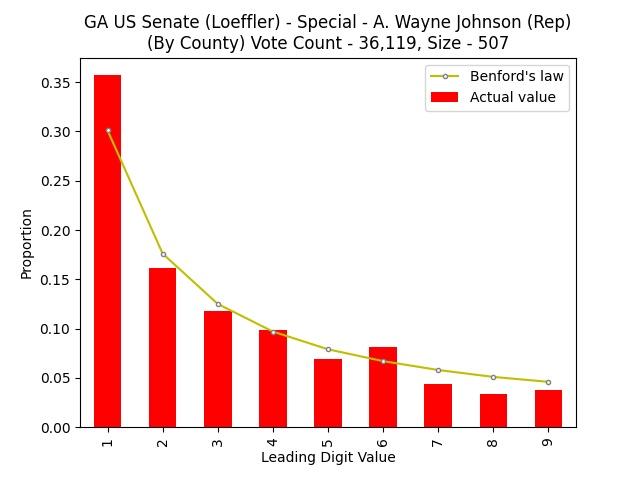 GA US Senate (Loeffler) - Special - A. Wayne Johnson (Rep)
(By County) Vote Count - 36,119, Size - 507
Benford's law
Actual value
0.35
0.30
0.25
0.20
0.15
0.10
0.05
0.00
Proportion
1 2 3 4 5 6 7 8 9
Leading Digit Value